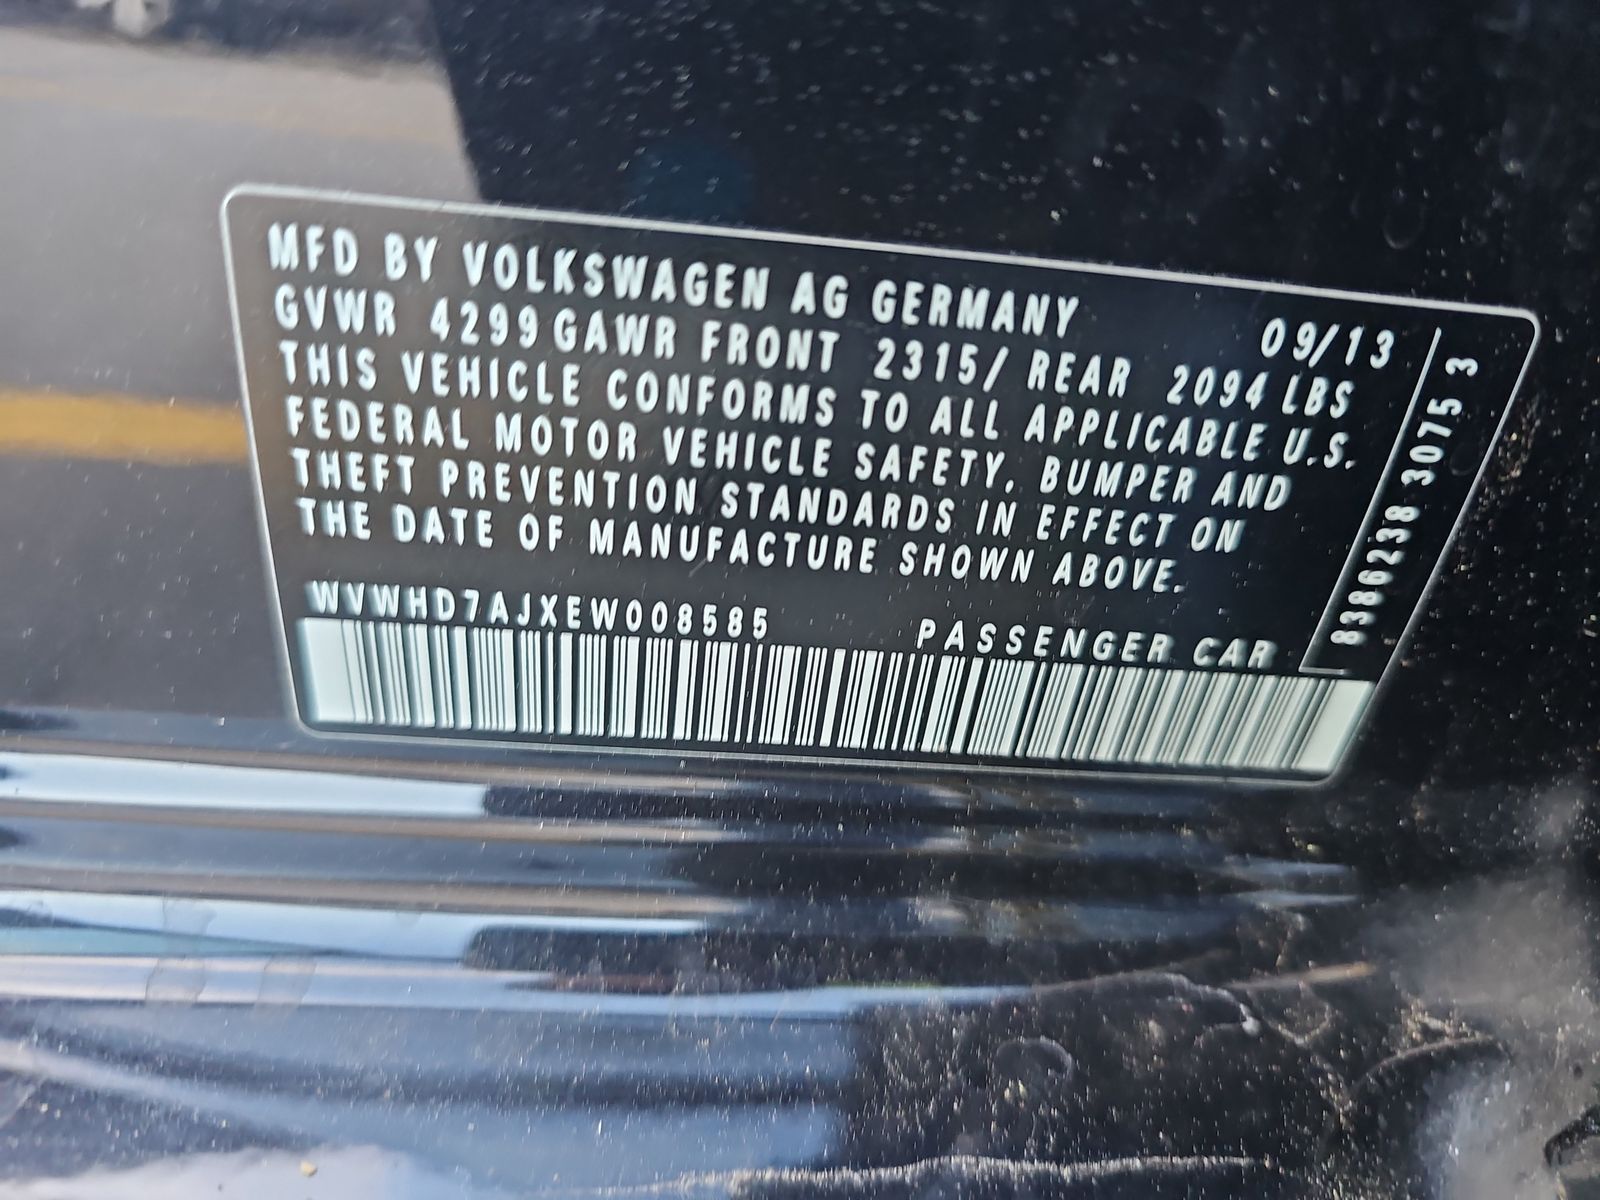 MFD BY VOLKSWAGEN AG GERMANY 09/13
GVWR 4299 GAWR FRONT 2315/ REAR 2094 LBS
THIS VEHICLE CONFORMS TO ALL APPLICABLE U.S.
FEDERAL MOTOR VEHICLE SAFETY, BUMPER AND
THEFT PREVENTION STANDARDS IN EFFECT ON
THE DATE OF MANUFACTURE SHOWN ABOVE.
WVWHD7AJXEW008585 PASSENGER CAR
8386238 3075 3